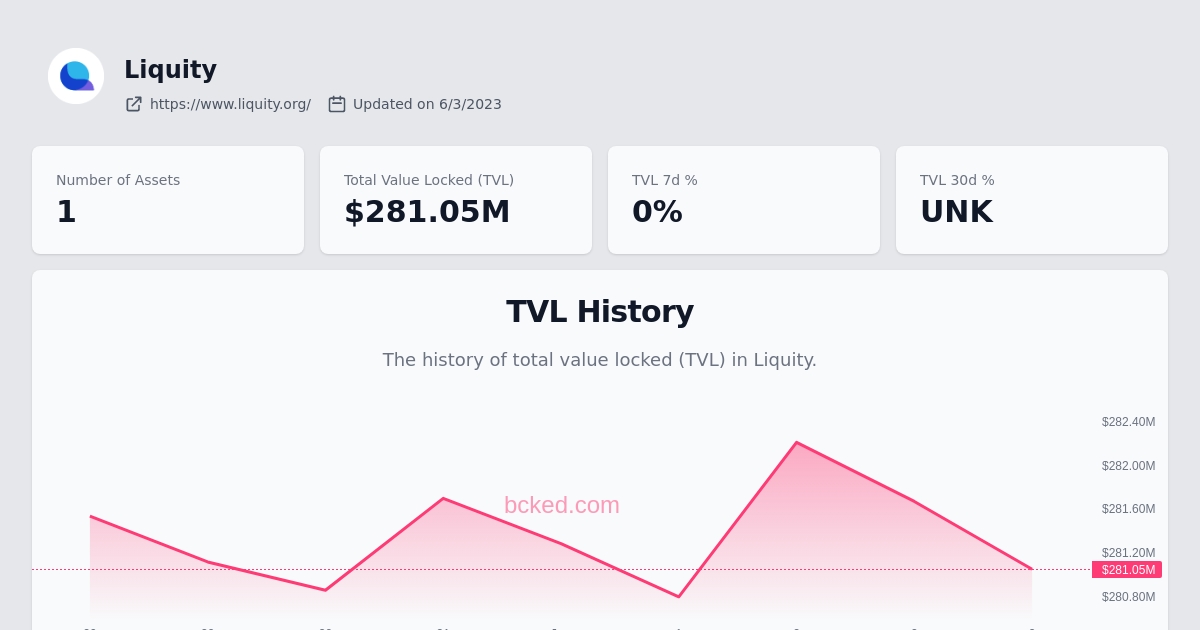 Liquity
https://www.liquity.org/ Updated on 6/3/2023
Number of Assets
1
Total Value Locked (TVL)
$281.05M
TVL 7d %
0%
TVL 30d %
UNK
TVL History
The history of total value locked (TVL) in Liquity.
bcked.com
$282.40M
$282.00M
$281.60M
$281.20M
$281.05M
$280.80M